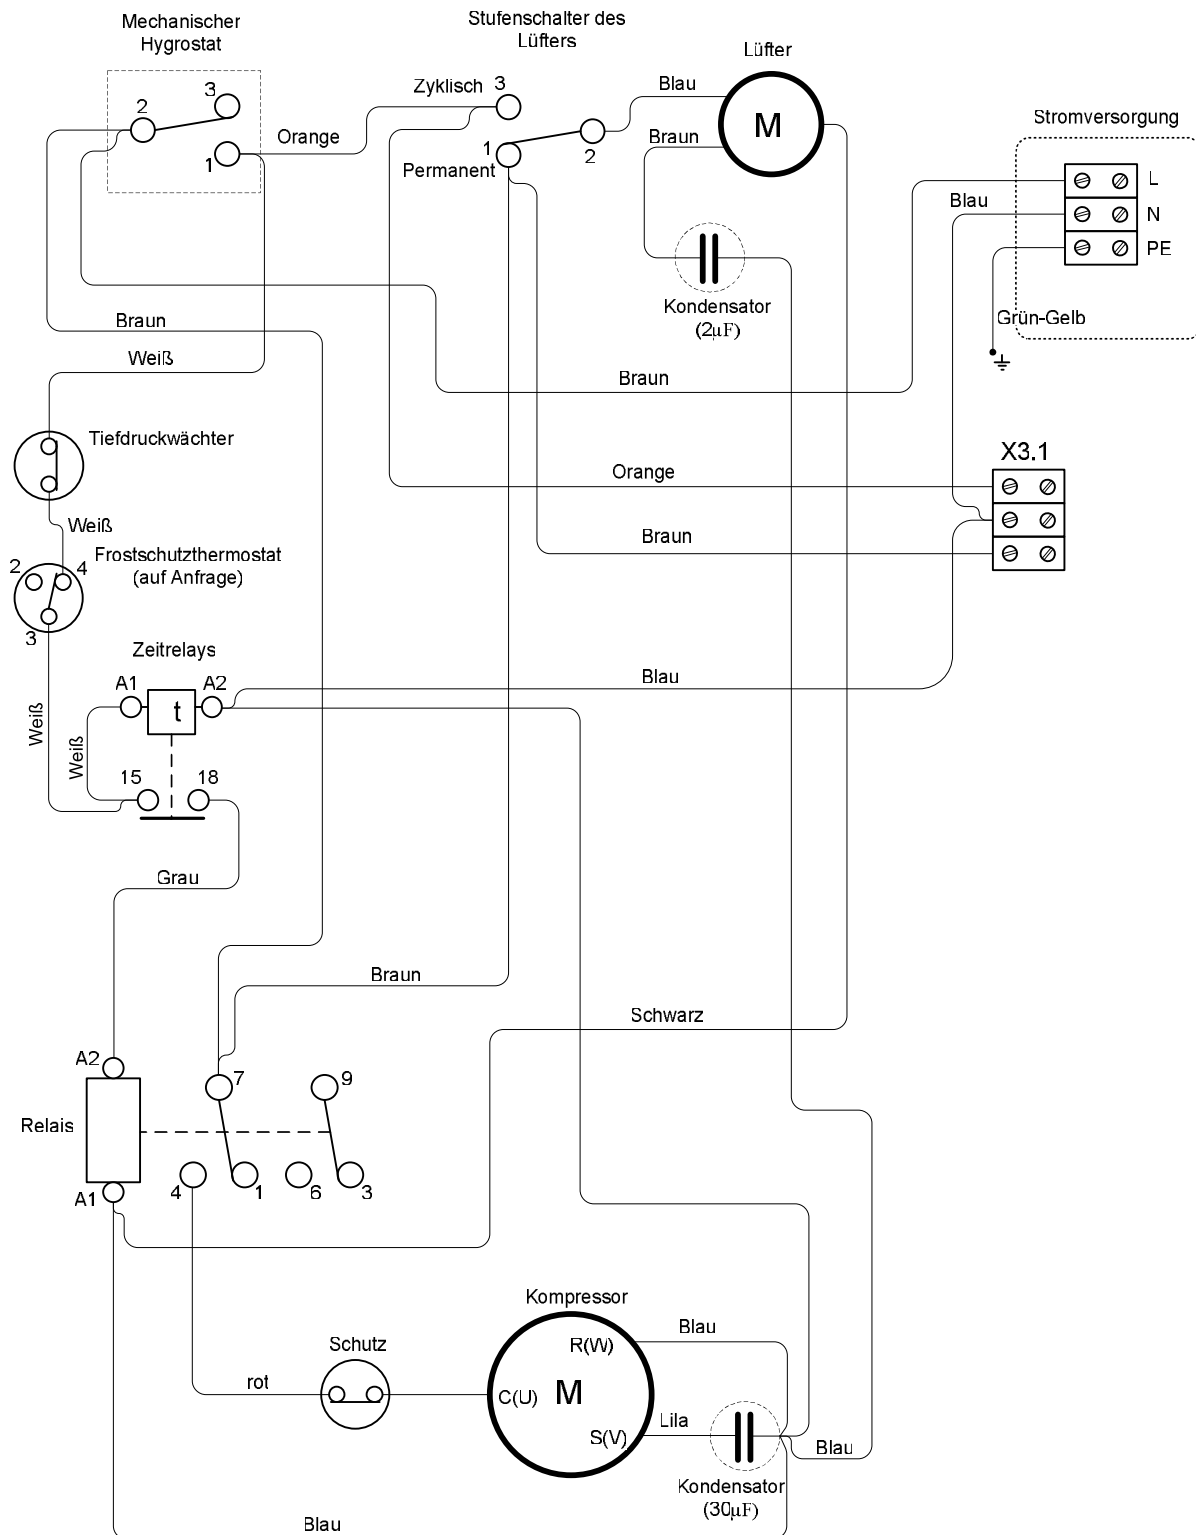 Mechanischer
Hygrostat
Stufenschalter des
Lüfters
Lüfter
Zyklisch
3
3
2
1
Orange
1
2
Permanent
Blau
Braun
M
Stromversorgung
L
N
PE
Blau
Grün-Gelb
Kondensator
(2µF)
Braun
Weiß
Braun
Tiefdruckwächter
X3.1
Orange
Weiß
Braun
Frostschutzthermostat
(auf Anfrage)
2
4
3
Zeitrelays
A1
A2
t
Blau
Weiß
Weiß
15
18
Grau
Braun
Schwarz
A2
7
9
Relais
A1
4
1
6
3
Kompressor
R(W)
Blau
Schutz
rot
C(U)
M
S(V)
Lila
Blau
Kondensator
(30µF)
Blau